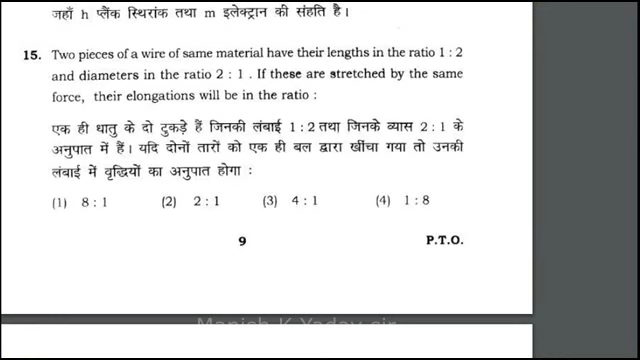 जहाँ h प्लैंक स्थिरांक तथा m इलेक्ट्रान की संहति है।
15. Two pieces of a wire of same material have their lengths in the ratio 1 : 2
and diameters in the ratio 2 : 1 . If these are stretched by the same
force, their elongations will be in the ratio :
एक ही धातु के दो टुकड़े हैं जिनकी लंबाई 1 : 2 तथा जिनके व्यास 2 : 1 के
अनुपात में हैं। यदि दोनों तारों को एक ही बल द्वारा खींचा गया तो उनकी
लंबाई में वृद्धियों का अनुपात होगा :
(1) 8 : 1 (2) 2 : 1 (3) 4 : 1 (4) 1 : 8
9 P.T.O.
Manish K Yadav sir